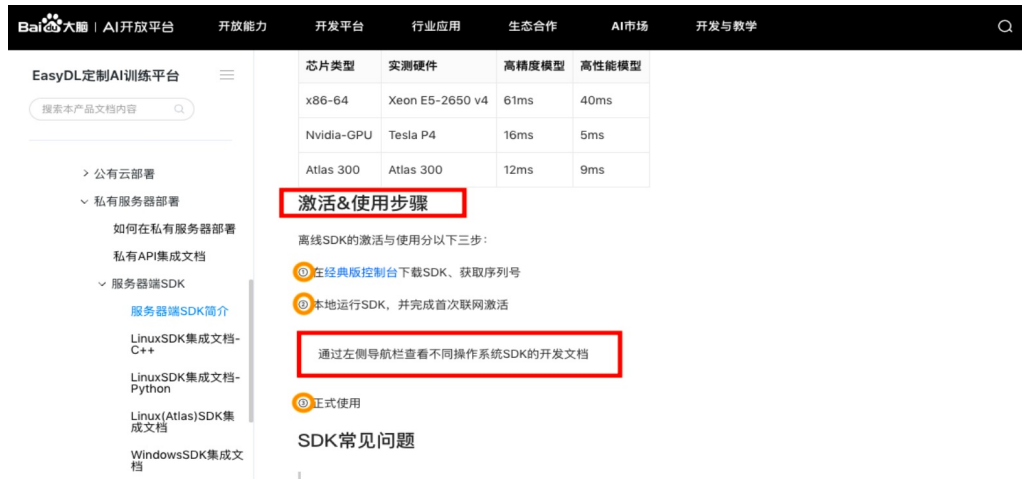 Bai du 大脑 | AI开放平台 开放能力 开发平台 行业应用 生态合作 AI市场 开发与教学
EasyDL定制AI训练平台
搜索本产品文档内容
公有云部署
私有服务器部署
如何在私有服务器部署
私有API集成文档
服务器端SDK
服务器端SDK简介
LinuxSDK集成文档-
C++
LinuxSDK集成文档-
Python
Linux(Atlas)SDK集
成文档
WindowsSDK集成文
档
芯片类型 实测硬件 高精度模型 高性能模型
x86-64 Xeon E5-2650 v4 61ms 40ms
Nvidia-GPU Tesla P4 16ms 5ms
Atlas 300 Atlas 300 12ms 9ms
激活&使用步骤
离线SDK的激活与使用分以下三步:
①在经典版控制台下载SDK、获取序列号
②本地运行SDK，并完成首次联网激活
通过左侧导航栏查看不同操作系统SDK的开发文档
③正式使用
SDK常见问题